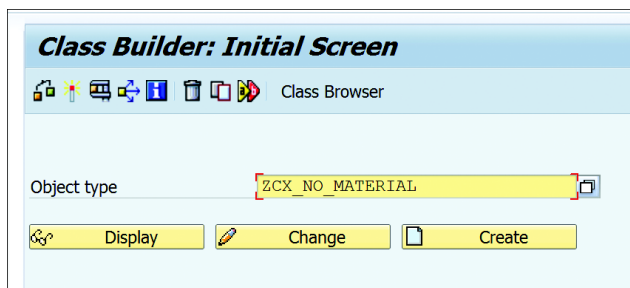 Class Builder: Initial Screen
Class Browser
Object type ZCX_NO_MATERIAL
Display Change Create